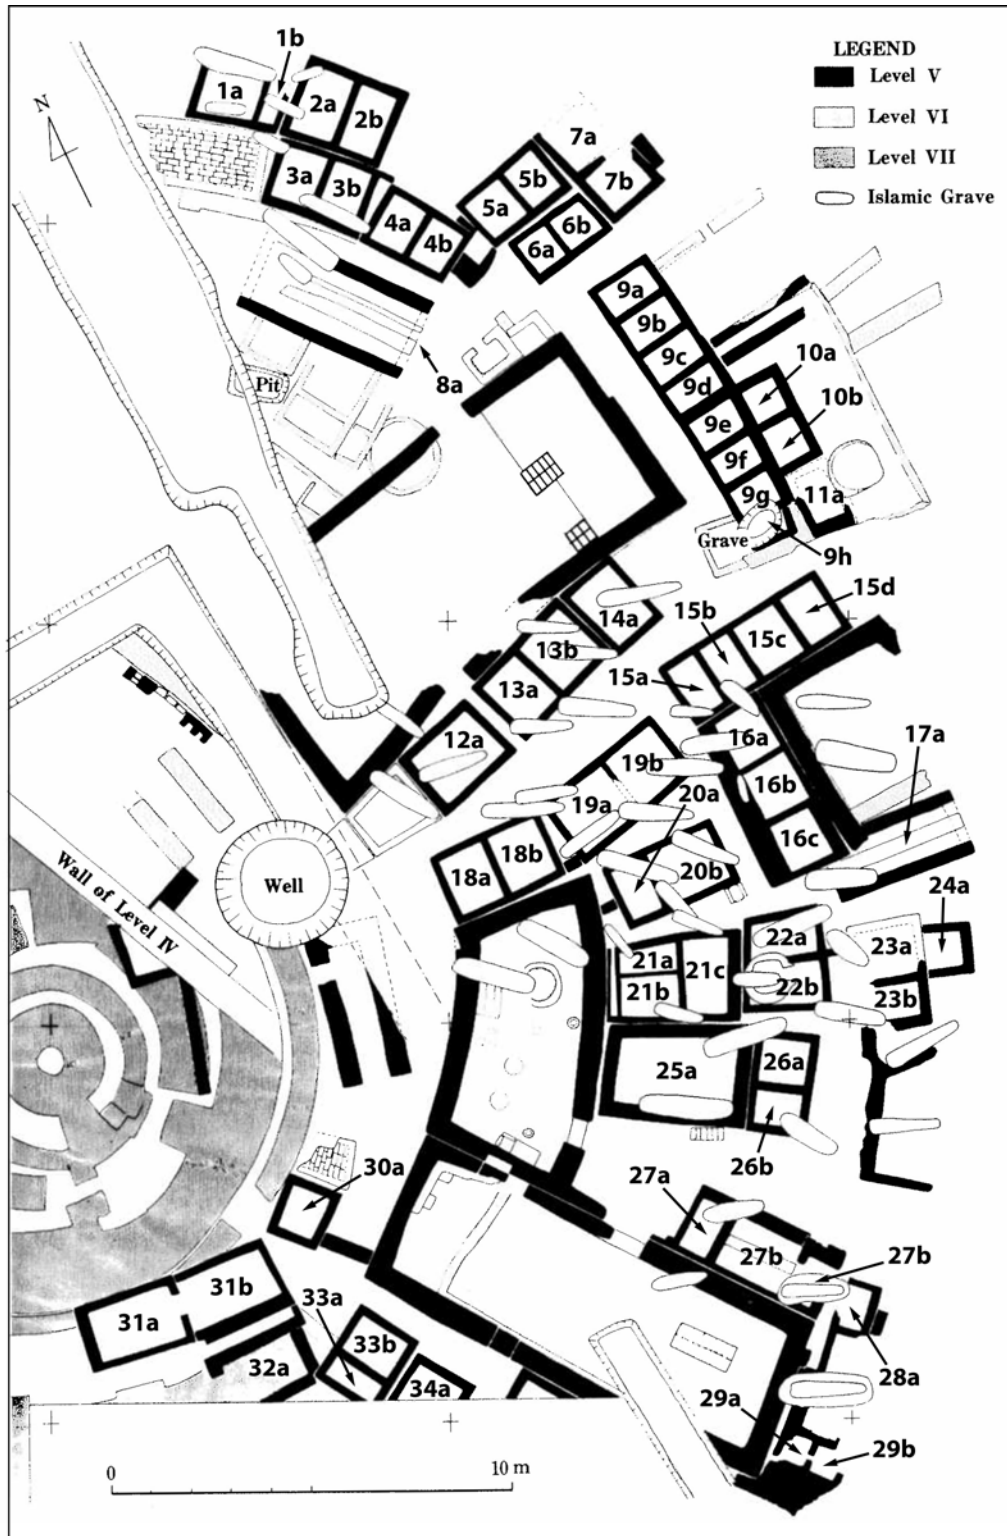 LEGEND
Level V
Level VI
Level VII
Islamic Grave
N
1b
1a
2a
2b
3a
3b
4a
4b
5a
5b
6a
6b
7a
7b
8a
Pit
9a
9b
9c
9d
9e
9f
9g
9h
Grave
10a
10b
11a
12a
13a
13b
14a
15a
15b
15c
15d
16a
16b
16c
17a
18a
18b
19a
19b
20a
20b
21a
21b
21c
22a
22b
23a
23b
24a
25a
26a
26b
27a
27b
27b
28a
29a
29b
30a
31a
31b
32a
33a
33b
34a
Well
Wall of Level IV
0 10 m